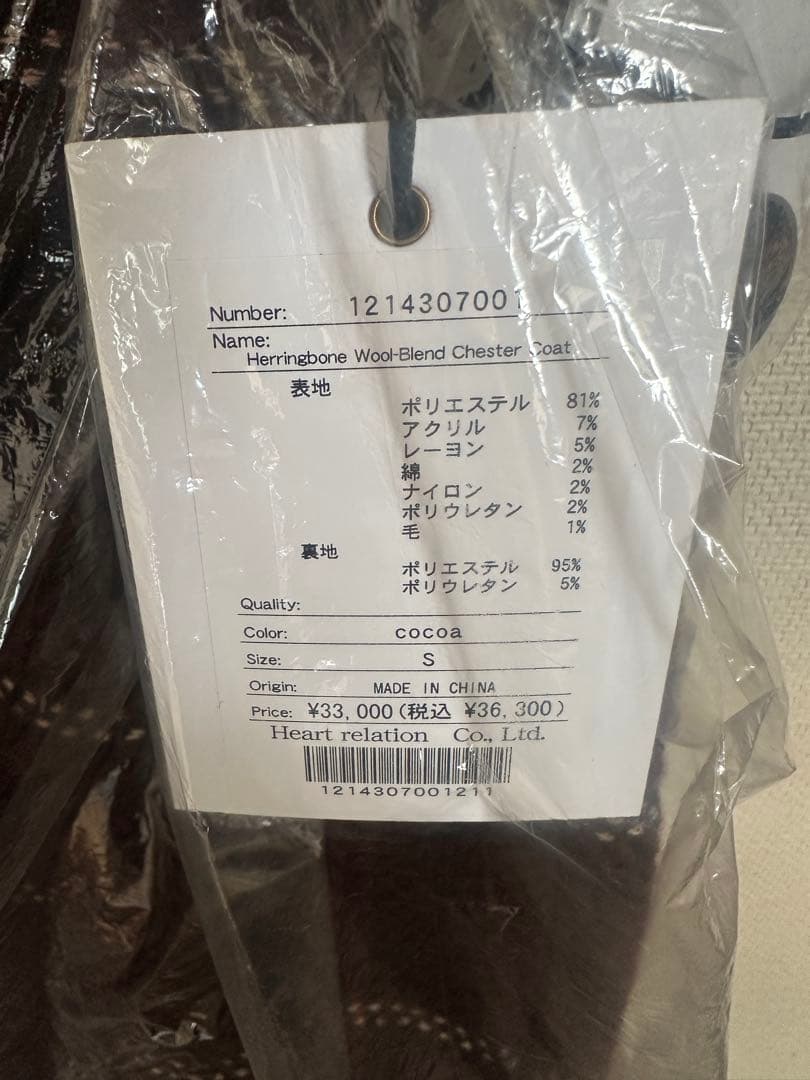 Number: 1214307001
Name:
Herringbone Wool-Blend Chester Coat
表地
ポリエステル 81%
アクリル 7%
レーヨン 5%
綿 2%
ナイロン 2%
ポリウレタン 2%
毛 1%
裏地
ポリエステル 95%
ポリウレタン 5%
Quality:
Color: cocoa
Size: S
Origin: MADE IN CHINA
Price: ¥33,000(税込 ¥36,300)
Heart relation Co., Ltd.
1214307001211